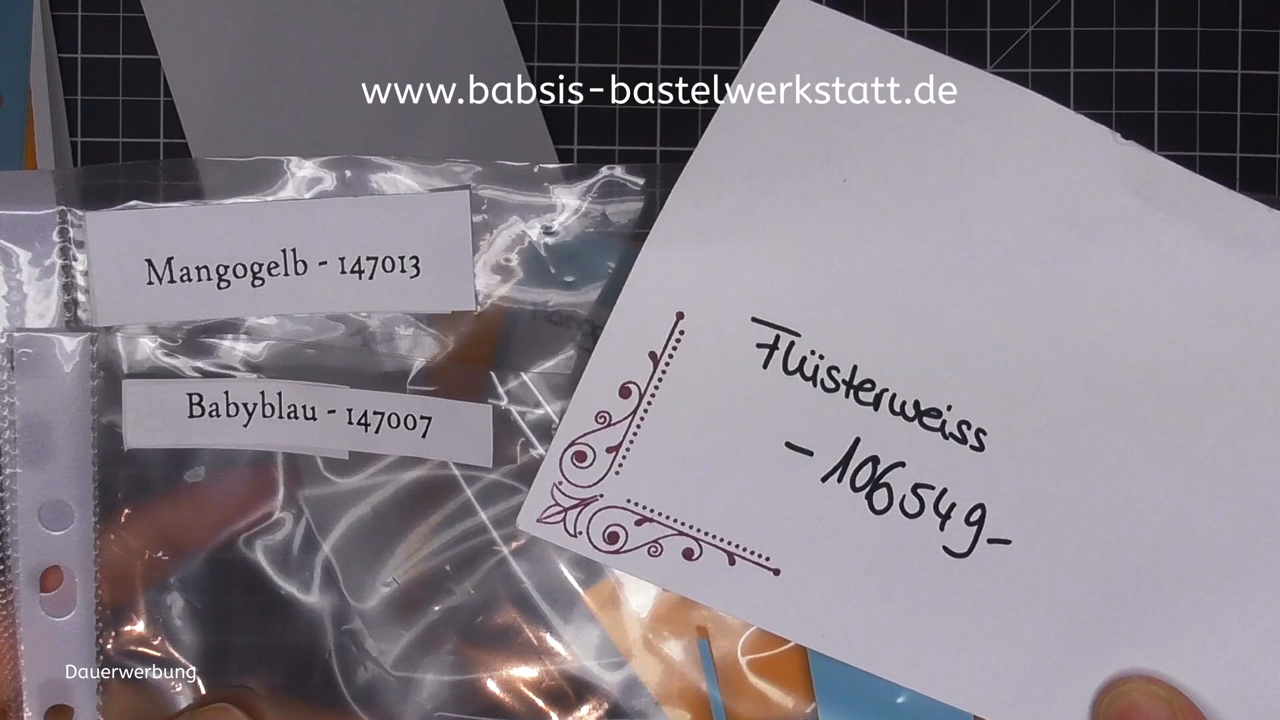 www.babsis-bastelwerkstatt.de
Mangogelb - 147013
Babyblau - 147007
Flüsterweiss
- 106549-
Dauerwerbung